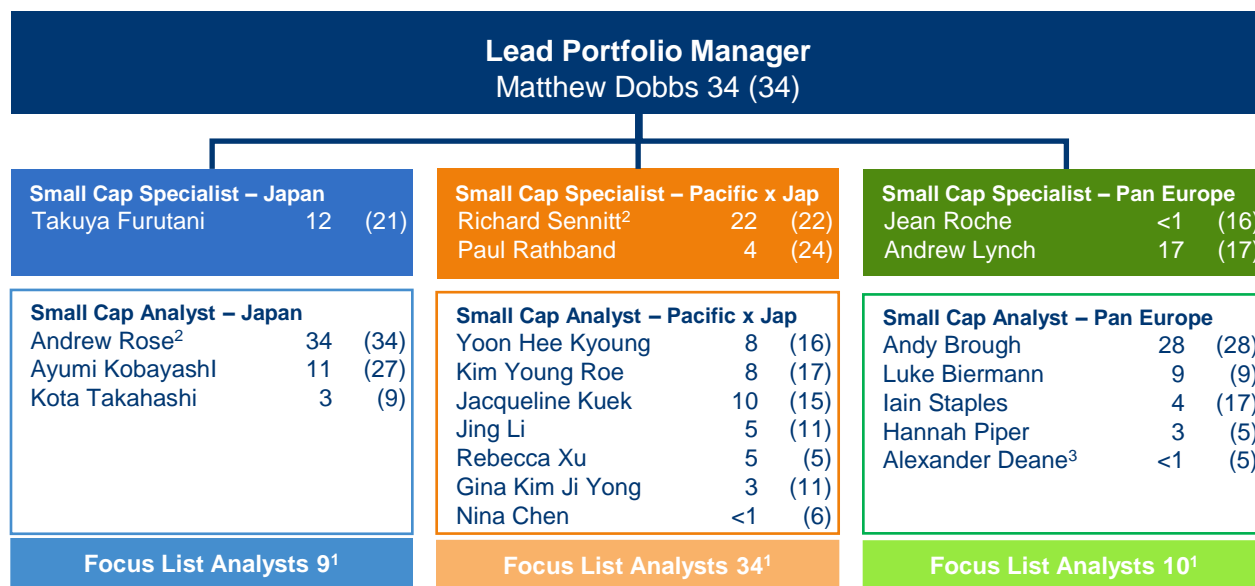 Lead Portfolio Manager
Matthew Dobbs 34 (34)
Small Cap Specialist – Japan
Takuya Furutani 12 (21)
Small Cap Specialist – Pacific x Jap
Richard Sennitt² 22 (22)
Paul Rathband 4 (24)
Small Cap Specialist – Pan Europe
Jean Roche <1 (16)
Andrew Lynch 17 (17)
Small Cap Analyst – Japan
Andrew Rose² 34 (34)
Ayumi KobayashI 11 (27)
Kota Takahashi 3 (9)
Small Cap Analyst – Pacific x Jap
Yoon Hee Kyoung 8 (16)
Kim Young Roe 8 (17)
Jacqueline Kuek 10 (15)
Jing Li 5 (11)
Rebecca Xu 5 (5)
Gina Kim Ji Yong 3 (11)
Nina Chen <1 (6)
Small Cap Analyst – Pan Europe
Andy Brough 28 (28)
Luke Biermann 9 (9)
Iain Staples 4 (17)
Hannah Piper 3 (5)
Alexander Deane³ <1 (5)
Focus List Analysts 9¹
Focus List Analysts 34¹
Focus List Analysts 10¹